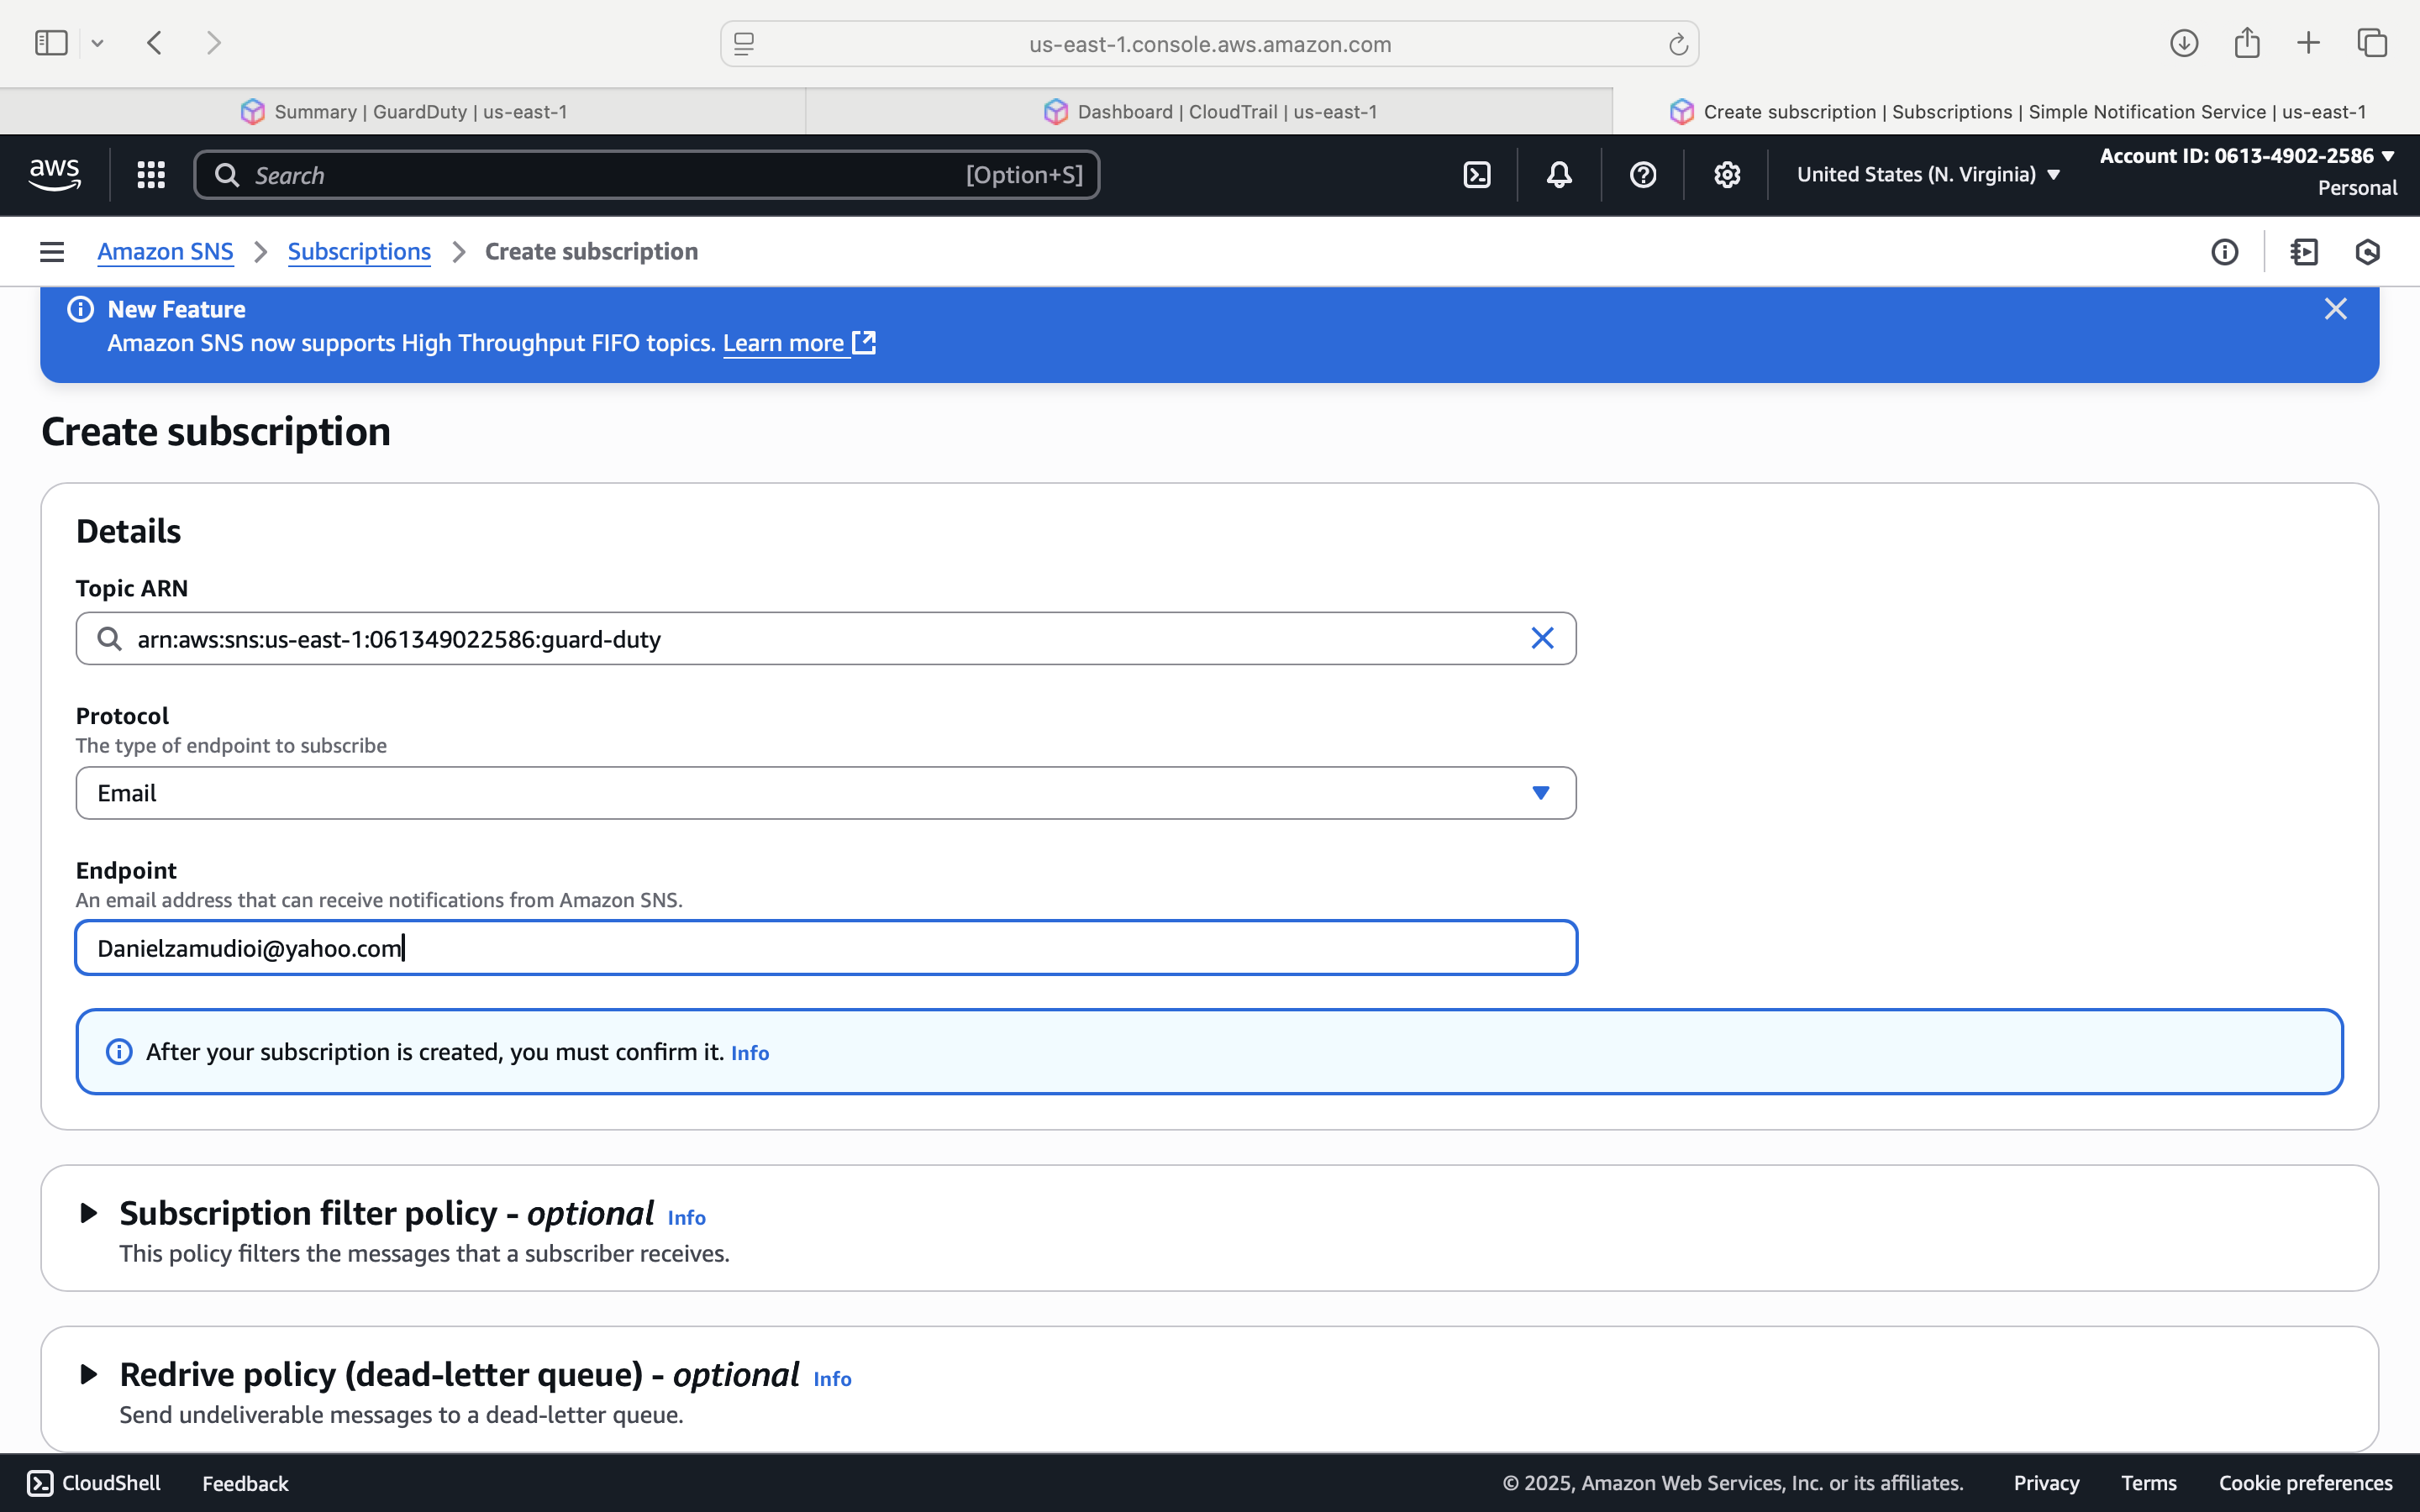 us-east-1.console.aws.amazon.com
Summary | GuardDuty | us-east-1
Dashboard | CloudTrail | us-east-1
Create subscription | Subscriptions | Simple Notification Service | us-east-1
aws
Search
[Option+S]
United States (N. Virginia)
Account ID: 0613-4902-2586
Personal
Amazon SNS
Subscriptions
Create subscription
New Feature
Amazon SNS now supports High Throughput FIFO topics. Learn more
Create subscription
Details
Topic ARN
arn:aws:sns:us-east-1:061349022586:guard-duty
Protocol
The type of endpoint to subscribe
Email
Endpoint
An email address that can receive notifications from Amazon SNS.
Danielzamudioi@yahoo.com
After your subscription is created, you must confirm it. Info
Subscription filter policy - optional Info
This policy filters the messages that a subscriber receives.
Redrive policy (dead-letter queue) - optional Info
Send undeliverable messages to a dead-letter queue.
CloudShell
Feedback
© 2025, Amazon Web Services, Inc. or its affiliates.
Privacy
Terms
Cookie preferences